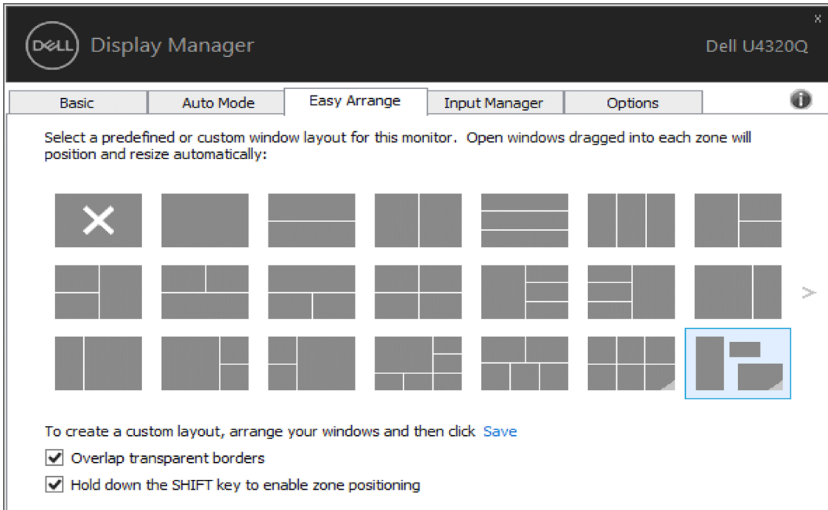 x
DELL Display Manager
Dell U4320Q
Basic Auto Mode Easy Arrange Input Manager Options
Select a predefined or custom window layout for this monitor. Open windows dragged into each zone will
position and resize automatically:
>
To create a custom layout, arrange your windows and then click Save
Overlap transparent borders
Hold down the SHIFT key to enable zone positioning